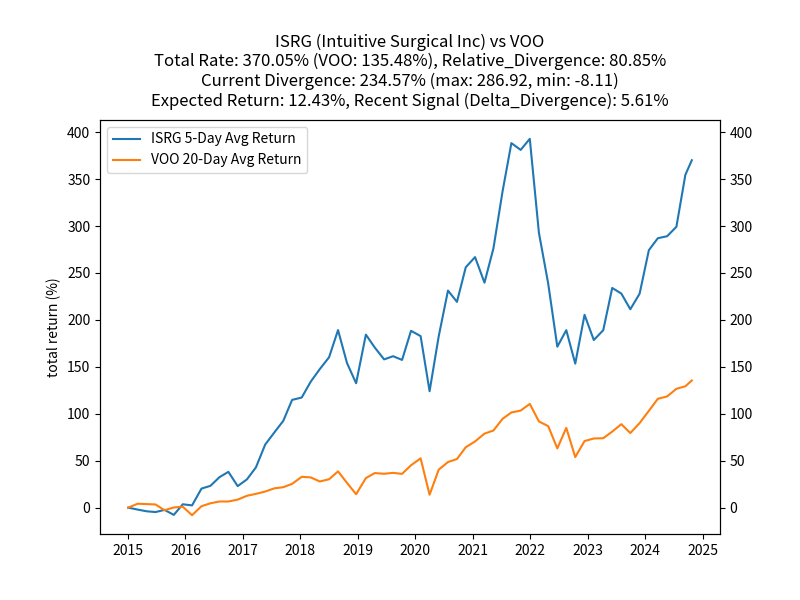 ISRG (Intuitive Surgical Inc) vs VOO
Total Rate: 370.05% (VOO: 135.48%), Relative_Divergence: 80.85%
Current Divergence: 234.57% (max: 286.92, min: -8.11)
Expected Return: 12.43%, Recent Signal (Delta_Divergence): 5.61%
ISRG 5-Day Avg Return
VOO 20-Day Avg Return
total return (%)
400
350
300
250
200
150
100
50
0
400
350
300
250
200
150
100
50
0
2015 2016 2017 2018 2019 2020 2021 2022 2023 2024 2025